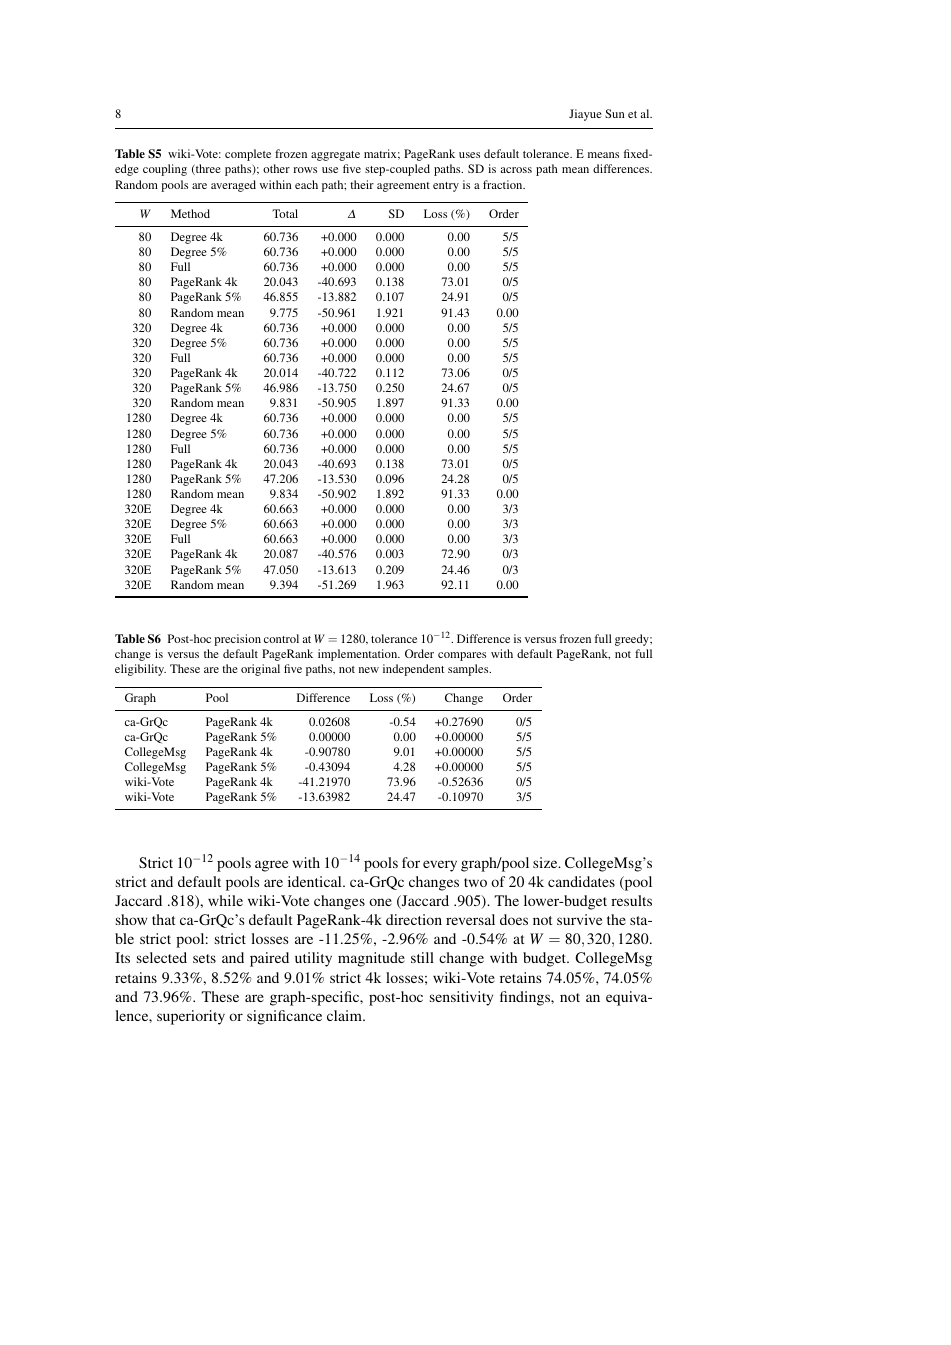 8 Jiayue Sun et al.
Table S5 wiki-Vote: complete frozen aggregate matrix; PageRank uses default tolerance. E means fixed-
edge coupling (three paths); other rows use five step-coupled paths. SD is across path mean differences.
Random pools are averaged within each path; their agreement entry is a fraction.
W Method Total Δ SD Loss (%) Order
80 Degree 4k 60.736 +0.000 0.000 0.00 5/5
80 Degree 5% 60.736 +0.000 0.000 0.00 5/5
80 Full 60.736 +0.000 0.000 0.00 5/5
80 PageRank 4k 20.043 -40.693 0.138 73.01 0/5
80 PageRank 5% 46.855 -13.882 0.107 24.91 0/5
80 Random mean 9.775 -50.961 1.921 91.43 0.00
320 Degree 4k 60.736 +0.000 0.000 0.00 5/5
320 Degree 5% 60.736 +0.000 0.000 0.00 5/5
320 Full 60.736 +0.000 0.000 0.00 5/5
320 PageRank 4k 20.014 -40.722 0.112 73.06 0/5
320 PageRank 5% 46.986 -13.750 0.250 24.67 0/5
320 Random mean 9.831 -50.905 1.897 91.33 0.00
1280 Degree 4k 60.736 +0.000 0.000 0.00 5/5
1280 Degree 5% 60.736 +0.000 0.000 0.00 5/5
1280 Full 60.736 +0.000 0.000 0.00 5/5
1280 PageRank 4k 20.043 -40.693 0.138 73.01 0/5
1280 PageRank 5% 47.206 -13.530 0.096 24.28 0/5
1280 Random mean 9.834 -50.902 1.892 91.33 0.00
320E Degree 4k 60.663 +0.000 0.000 0.00 3/3
320E Degree 5% 60.663 +0.000 0.000 0.00 3/3
320E Full 60.663 +0.000 0.000 0.00 3/3
320E PageRank 4k 20.087 -40.576 0.003 72.90 0/3
320E PageRank 5% 47.050 -13.613 0.209 24.46 0/3
320E Random mean 9.394 -51.269 1.963 92.11 0.00
Table S6 Post-hoc precision control at W = 1280, tolerance 10⁻¹². Difference is versus frozen full greedy;
change is versus the default PageRank implementation. Order compares with default PageRank, not full
eligibility. These are the original five paths, not new independent samples.
Graph Pool Difference Loss (%) Change Order
ca-GrQc PageRank 4k 0.02608 -0.54 +0.27690 0/5
ca-GrQc PageRank 5% 0.00000 0.00 +0.00000 5/5
CollegeMsg PageRank 4k -0.90780 9.01 +0.00000 5/5
CollegeMsg PageRank 5% -0.43094 4.28 +0.00000 5/5
wiki-Vote PageRank 4k -41.21970 73.96 -0.52636 0/5
wiki-Vote PageRank 5% -13.63982 24.47 -0.10970 3/5
Strict 10⁻¹² pools agree with 10⁻¹⁴ pools for every graph/pool size. CollegeMsg's
strict and default pools are identical. ca-GrQc changes two of 20 4k candidates (pool
Jaccard .818), while wiki-Vote changes one (Jaccard .905). The lower-budget results
show that ca-GrQc's default PageRank-4k direction reversal does not survive the sta-
ble strict pool: strict losses are -11.25%, -2.96% and -0.54% at W = 80,320,1280.
Its selected sets and paired utility magnitude still change with budget. CollegeMsg
retains 9.33%, 8.52% and 9.01% strict 4k losses; wiki-Vote retains 74.05%, 74.05%
and 73.96%. These are graph-specific, post-hoc sensitivity findings, not an equiva-
lence, superiority or significance claim.